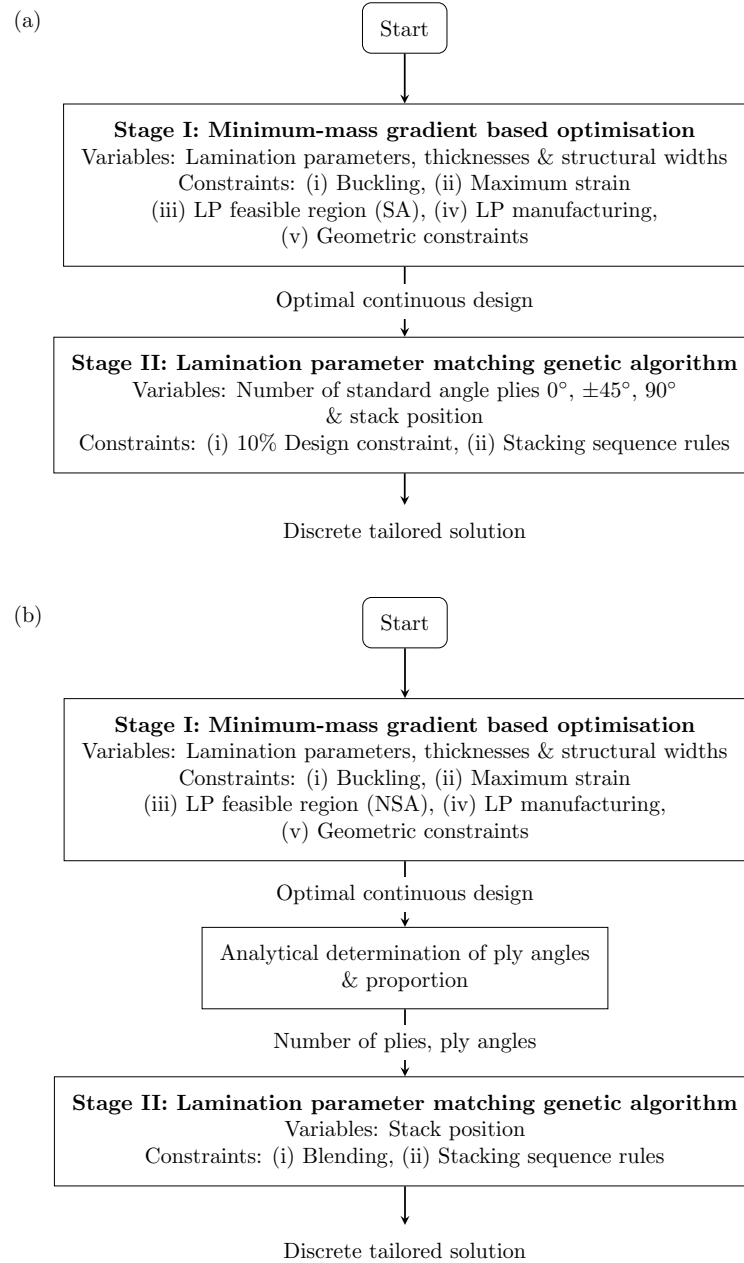 (a)
Start
Stage I: Minimum-mass gradient based optimisation
Variables: Lamination parameters, thicknesses & structural widths
Constraints: (i) Buckling, (ii) Maximum strain
(iii) LP feasible region (SA), (iv) LP manufacturing,
(v) Geometric constraints
Optimal continuous design
Stage II: Lamination parameter matching genetic algorithm
Variables: Number of standard angle plies 0°, ±45°, 90°
& stack position
Constraints: (i) 10% Design constraint, (ii) Stacking sequence rules
Discrete tailored solution
(b)
Start
Stage I: Minimum-mass gradient based optimisation
Variables: Lamination parameters, thicknesses & structural widths
Constraints: (i) Buckling, (ii) Maximum strain
(iii) LP feasible region (NSA), (iv) LP manufacturing,
(v) Geometric constraints
Optimal continuous design
Analytical determination of ply angles
& proportion
Number of plies, ply angles
Stage II: Lamination parameter matching genetic algorithm
Variables: Stack position
Constraints: (i) Blending, (ii) Stacking sequence rules
Discrete tailored solution